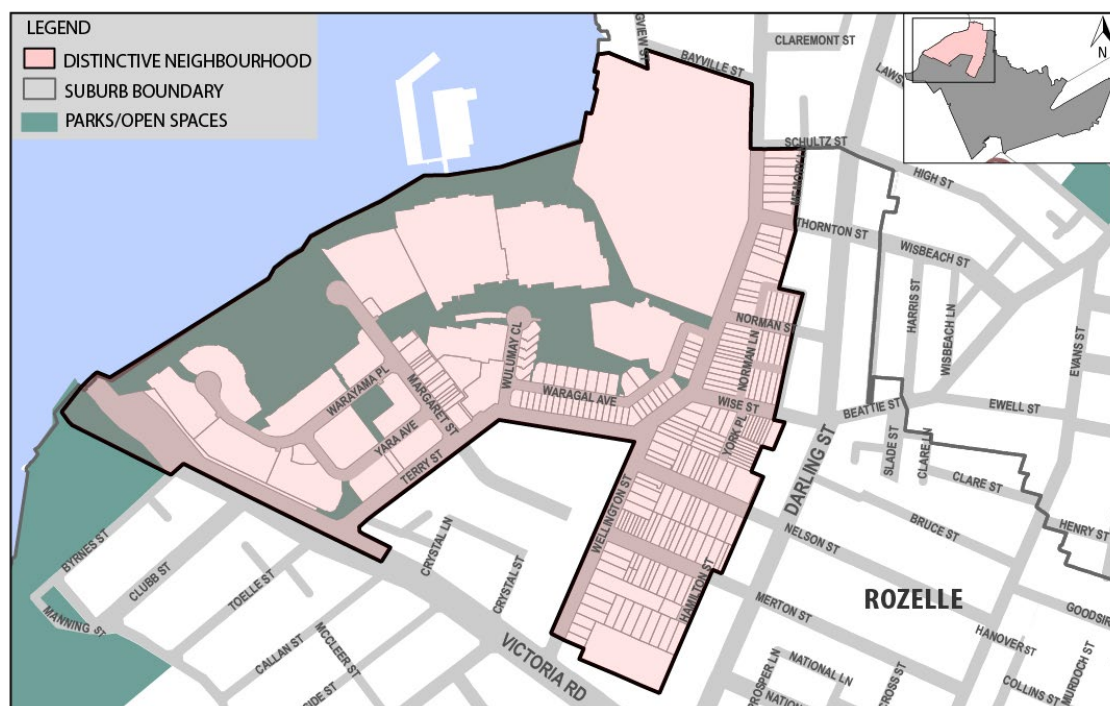 LEGEND
DISTINCTIVE NEIGHBOURHOOD
SUBURB BOUNDARY
PARKS/OPEN SPACES
N
BAYVILLE ST
CLAREMONT ST
SCHULTZ ST
HIGH ST
THORNTON ST
WISBEACH ST
HARRIS ST
WISBEACH LN
EVANS ST
NORMAN ST
NORMAN LN
WULUMAY CL
WARAGAL AVE
WARAYAMA PL
MARGARET ST
YARA AVE
TERRY ST
WISE ST
YORK PL
BEATTIE ST
EWELL ST
SLADE ST
CLARE LN
CLARE ST
DARLING ST
BRUCE ST
HENRY ST
WELLINGTON ST
NELSON ST
HAMILTON ST
MERTON ST
ROZELLE
HANOVER ST
MURDOCH ST
COLLINS ST
BYRNES ST
CLUBB ST
TOELLE ST
MANNING ST
CALLAN ST
MCCLEER ST
CRYSTAL LN
CRYSTAL ST
VICTORIA RD
NATIONAL LN